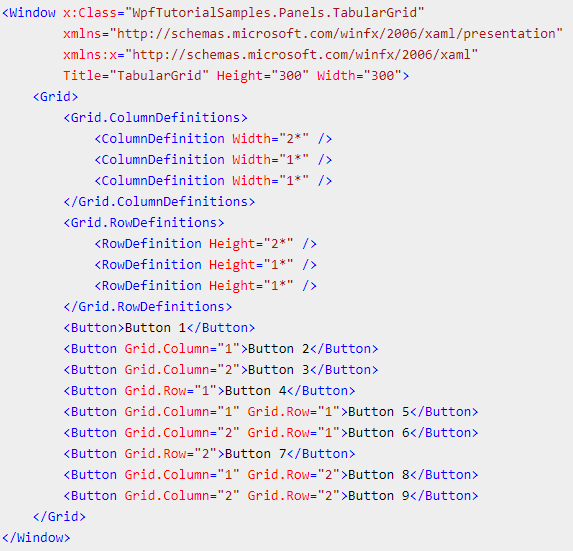 <Window x:Class="WpfTutorialSamples.Panels.TabularGrid"
        xmlns="http://schemas.microsoft.com/winfx/2006/xaml/presentation"
        xmlns:x="http://schemas.microsoft.com/winfx/2006/xaml"
        Title="TabularGrid" Height="300" Width="300">
    <Grid>
        <Grid.ColumnDefinitions>
            <ColumnDefinition Width="2*" />
            <ColumnDefinition Width="1*" />
            <ColumnDefinition Width="1*" />
        </Grid.ColumnDefinitions>
        <Grid.RowDefinitions>
            <RowDefinition Height="2*" />
            <RowDefinition Height="1*" />
            <RowDefinition Height="1*" />
        </Grid.RowDefinitions>
        <Button>Button 1</Button>
        <Button Grid.Column="1">Button 2</Button>
        <Button Grid.Column="2">Button 3</Button>
        <Button Grid.Row="1">Button 4</Button>
        <Button Grid.Column="1" Grid.Row="1">Button 5</Button>
        <Button Grid.Column="2" Grid.Row="1">Button 6</Button>
        <Button Grid.Row="2">Button 7</Button>
        <Button Grid.Column="1" Grid.Row="2">Button 8</Button>
        <Button Grid.Column="2" Grid.Row="2">Button 9</Button>
    </Grid>
</Window>